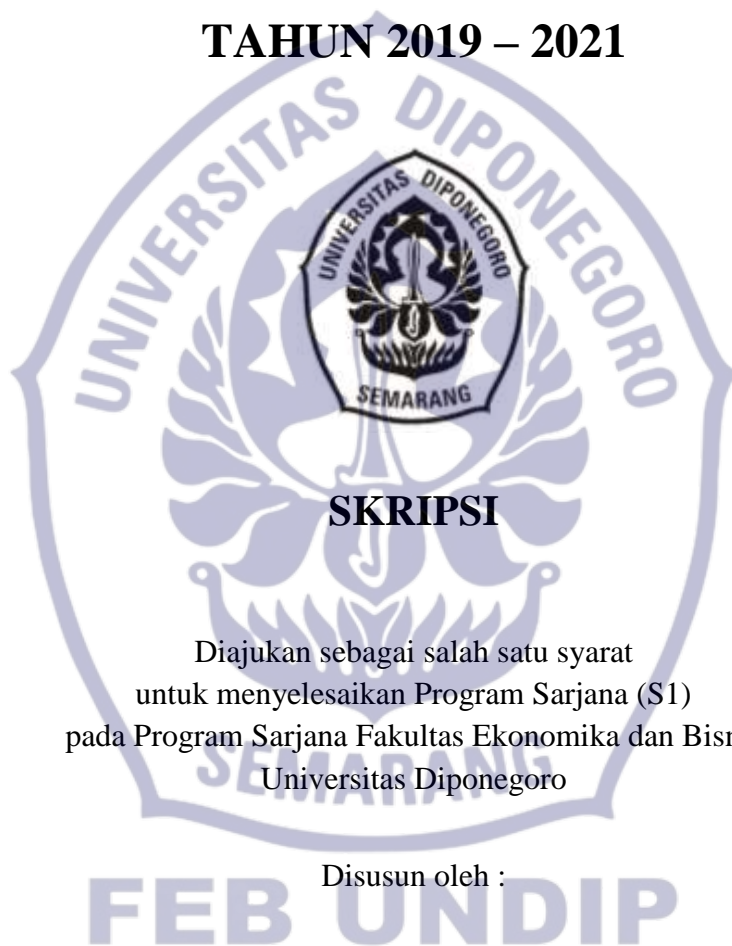 TAHUN 2019 – 2021
UNIVERSITAS DIPONEGORO
SEMARANG
UNIVERSITAS DIPONEGORO
SEMARANG
SKRIPSI
Diajukan sebagai salah satu syarat
untuk menyelesaikan Program Sarjana (S1)
pada Program Sarjana Fakultas Ekonomika dan Bisn
Universitas Diponegoro
Disusun oleh :
FEB UNDIP